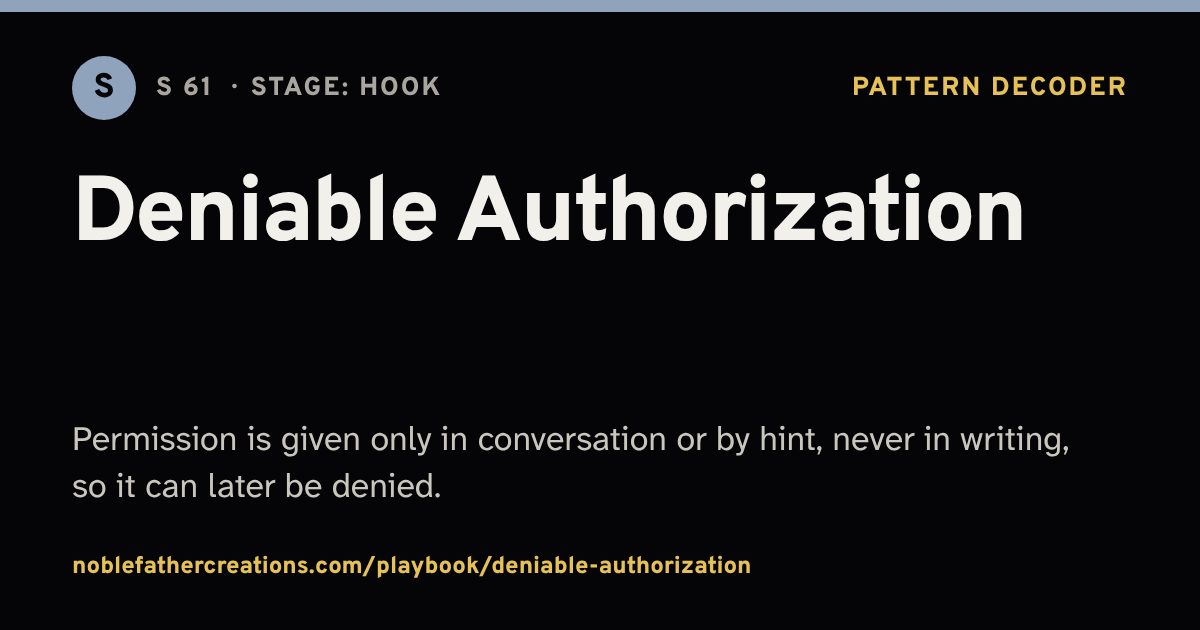 S
S 61 · STAGE: HOOK
PATTERN DECODER
Deniable Authorization
Permission is given only in conversation or by hint, never in writing,
so it can later be denied.
noblefathercreations.com/playbook/deniable-authorization